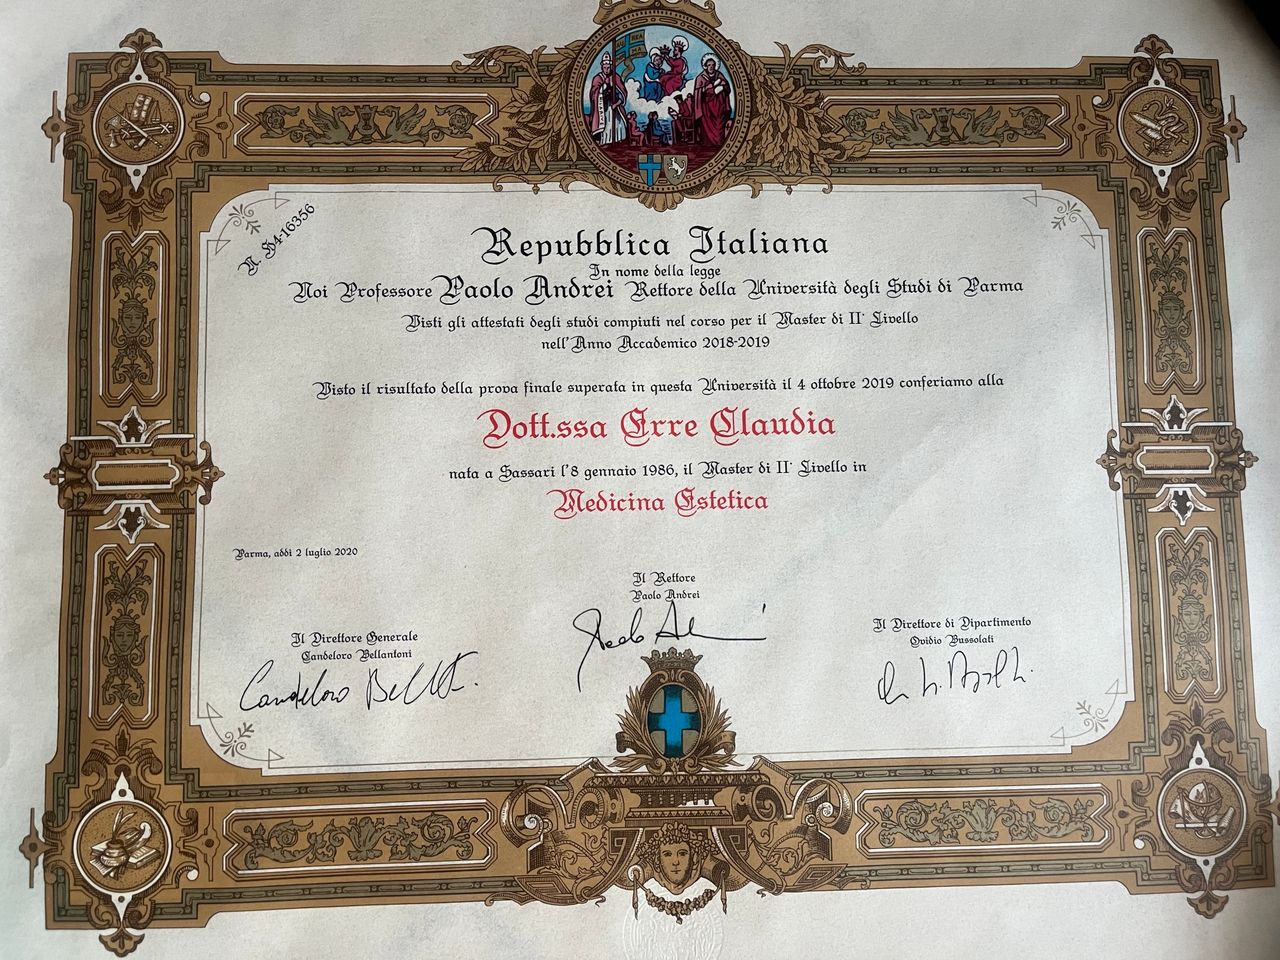 N. S4-16356
Repubblica Italiana
In nome della legge
Noi Professore Paolo Andrei Rettore della Università degli Studi di Parma
Visti gli attestati degli studi compiuti nel corso per il Master di II° Livello
nell'Anno Accademico 2018-2019
Visto il risultato della prova finale superata in questa Università il 4 ottobre 2019 conferiamo alla
Dott.ssa Erre Claudia
nata a Sassari l'8 gennaio 1986, il Master di II° Livello in
Medicina Estetica
Parma, addì 2 luglio 2020
Il Rettore
Paolo Andrei
Il Direttore Generale
Candeloro Bellantoni
Il Direttore di Dipartimento
Ovidio Bussolati